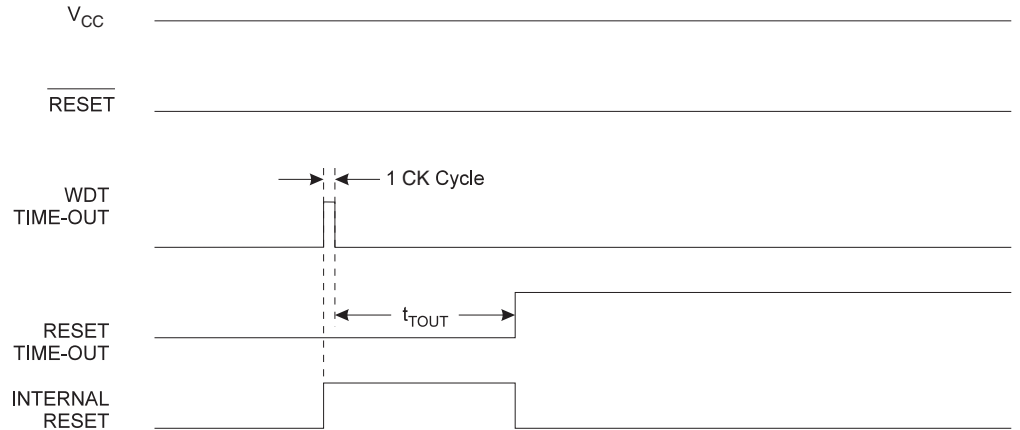 VCC
RESET
1 CK Cycle
WDT
TIME-OUT
tTOUT
RESET
TIME-OUT
INTERNAL
RESET